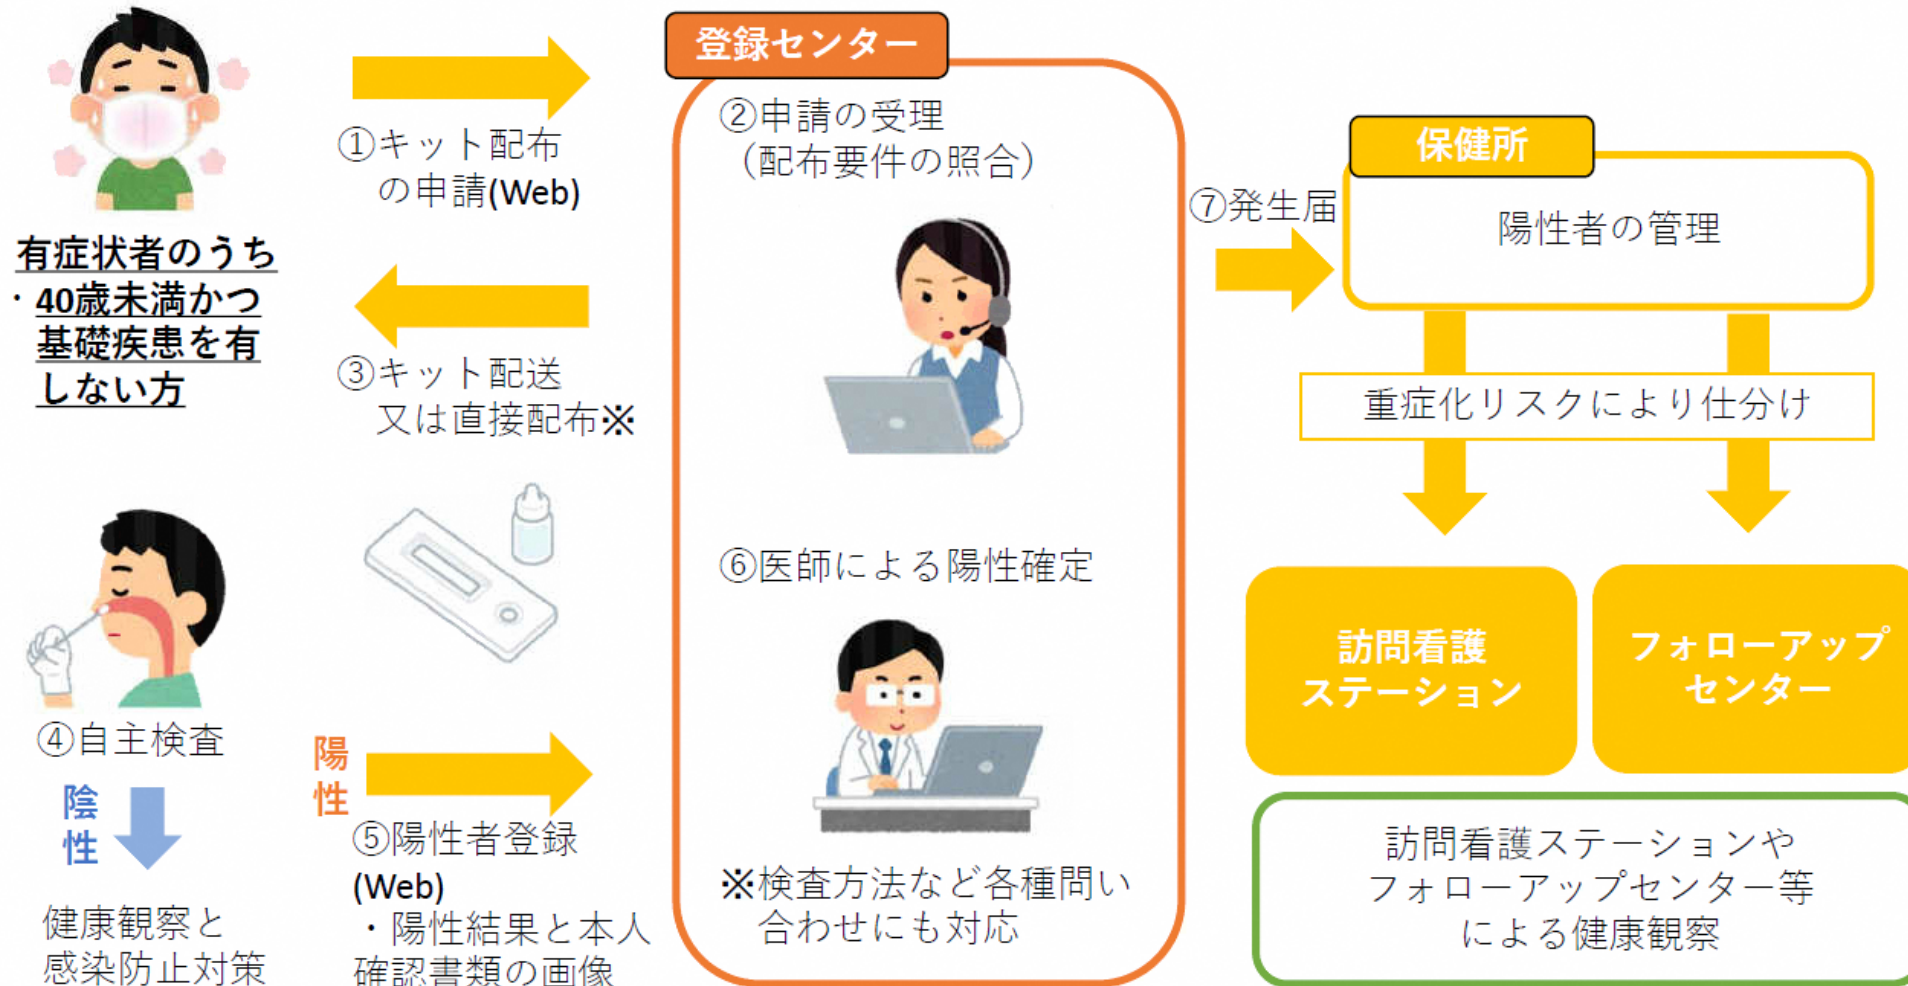 有症状者のうち
・40歳未満かつ
基礎疾患を有
しない方
①キット配布
の申請(Web)
③キット配送
又は直接配布※
④自主検査
陰
性
健康観察と
感染防止対策
陽
性
⑤陽性者登録
(Web)
・陽性結果と本人
確認書類の画像
登録センター
②申請の受理
（配布要件の照合）
⑥医師による陽性確定
※検査方法など各種問い
合わせにも対応
⑦発生届
保健所
陽性者の管理
重症化リスクにより仕分け
訪問看護
ステーション
フォローアップ
センター
訪問看護ステーションや
フォローアップセンター等
による健康観察